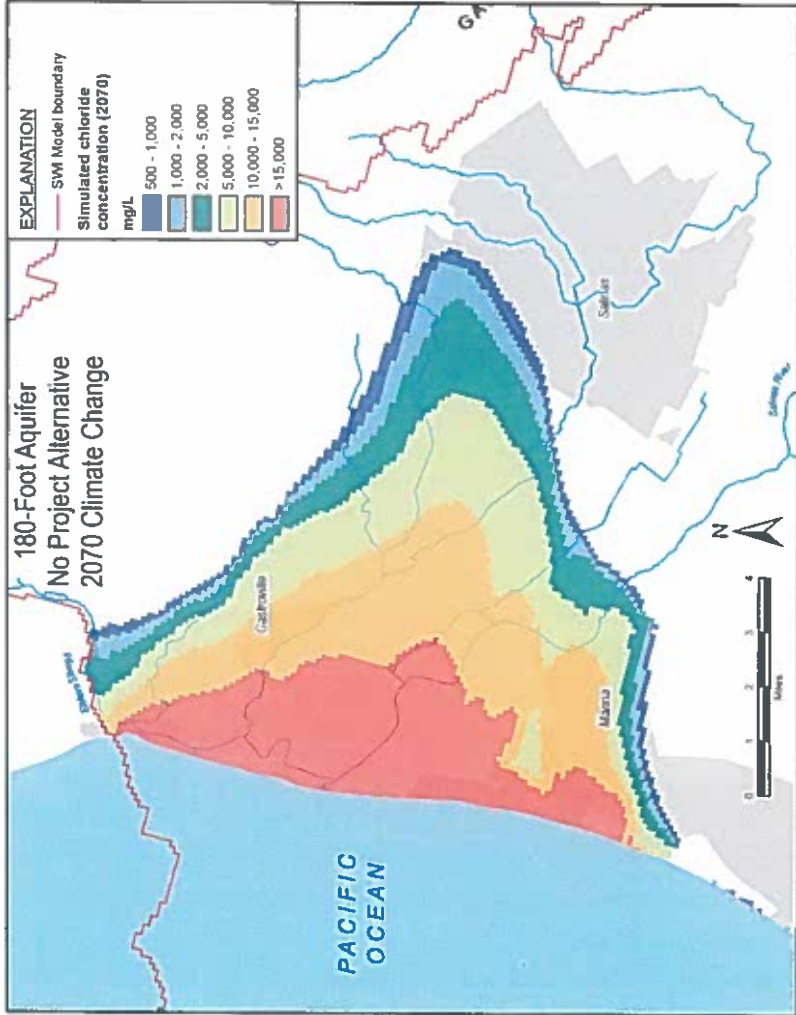 180-Foot Aquifer
No Project Alternative
2070 Climate Change
EXPLANATION
SWI Model boundary
Simulated chloride
concentration (2070)
mg/L
500 - 1,000
1,000 - 2,000
2,000 - 5,000
5,000 - 10,000
10,000 - 15,000
>15,000
GA
Castroville
Salinas
Marina
Salinas River
PACIFIC
OCEAN
N
0 1 2 3 4
Miles